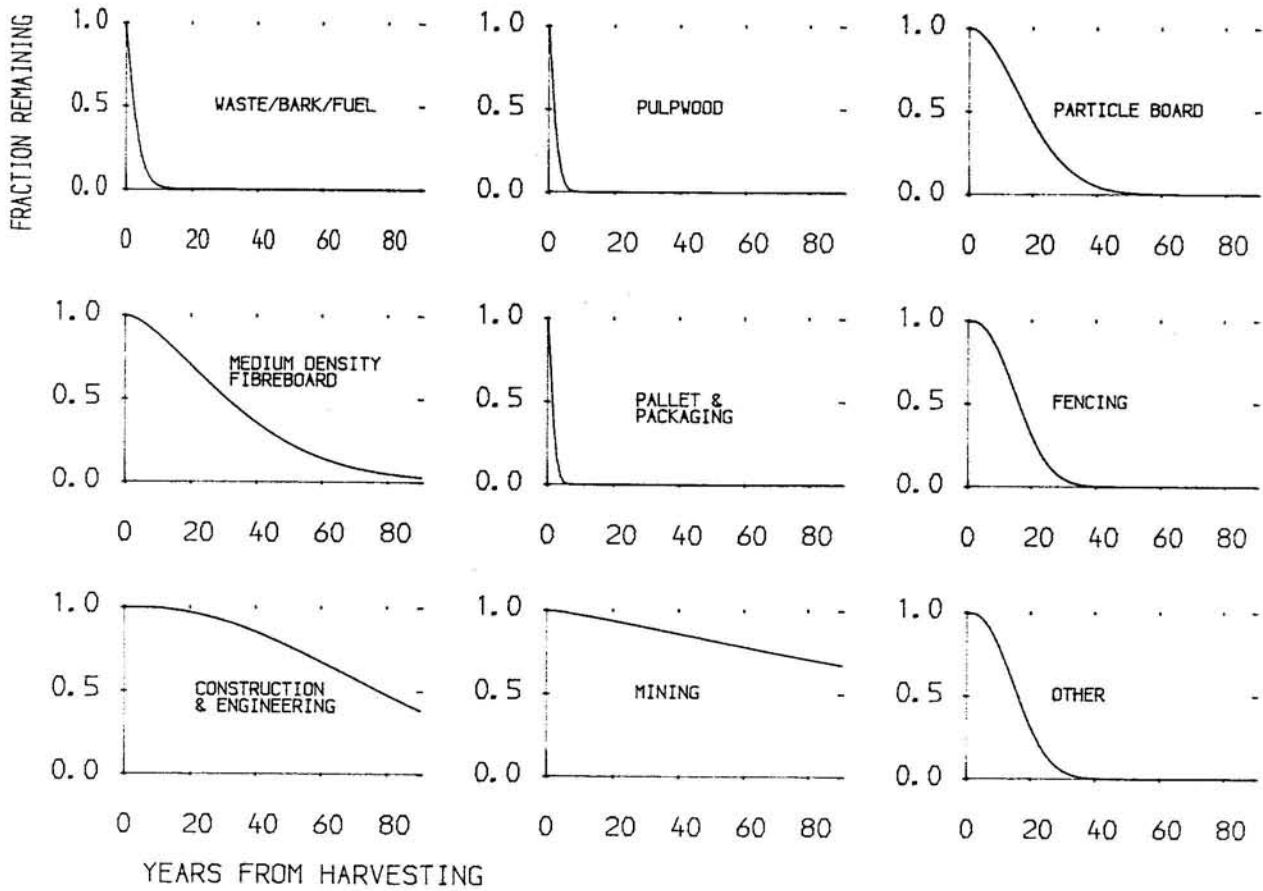 FRACTION REMAINING
1.0
0.5
0.0
WASTE/BARK/FUEL
0 20 40 60 80
1.0
0.5
0.0
PULPWOOD
0 20 40 60 80
1.0
0.5
0.0
PARTICLE BOARD
0 20 40 60 80
1.0
0.5
0.0
MEDIUM DENSITY
FIBREBOARD
0 20 40 60 80
1.0
0.5
0.0
PALLET &
PACKAGING
0 20 40 60 80
1.0
0.5
0.0
FENCING
0 20 40 60 80
1.0
0.5
0.0
CONSTRUCTION
& ENGINEERING
0 20 40 60 80
1.0
0.5
0.0
MINING
0 20 40 60 80
1.0
0.5
0.0
OTHER
0 20 40 60 80
YEARS FROM HARVESTING